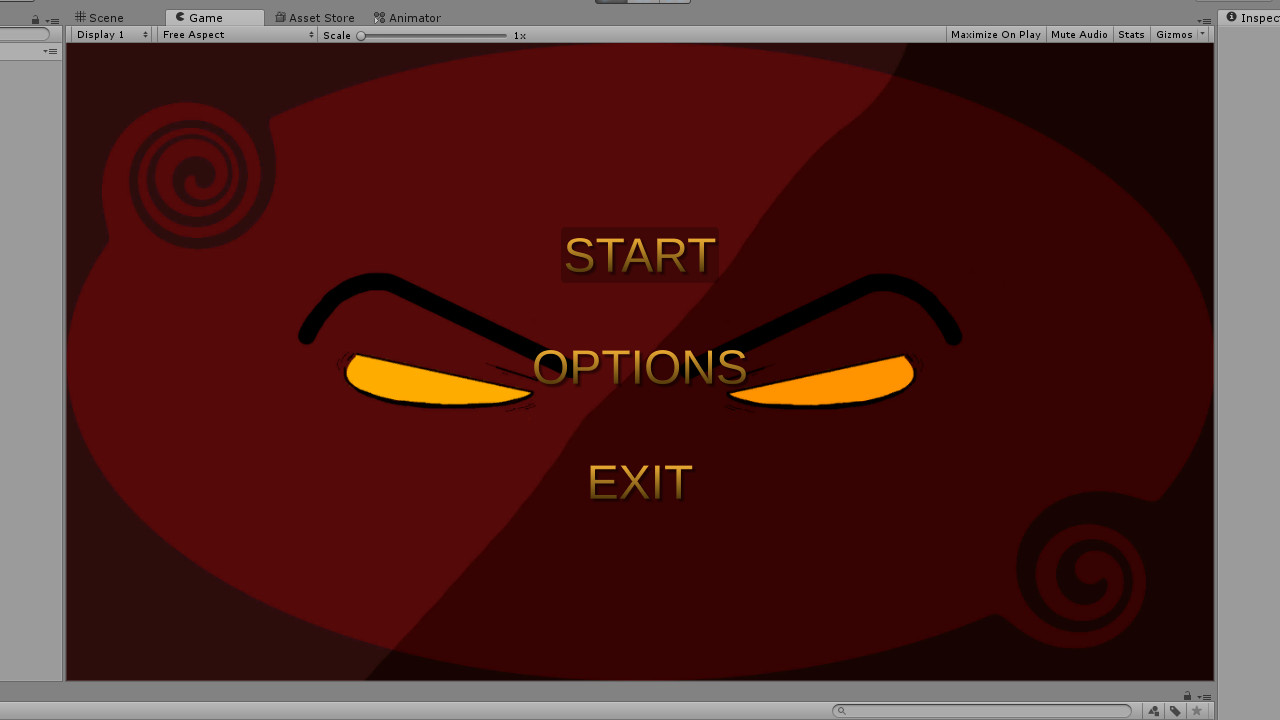 Scene Game Asset Store Animator Inspec
Display 1 Free Aspect Scale 1x Maximize On Play Mute Audio Stats Gizmos
START
OPTIONS
EXIT